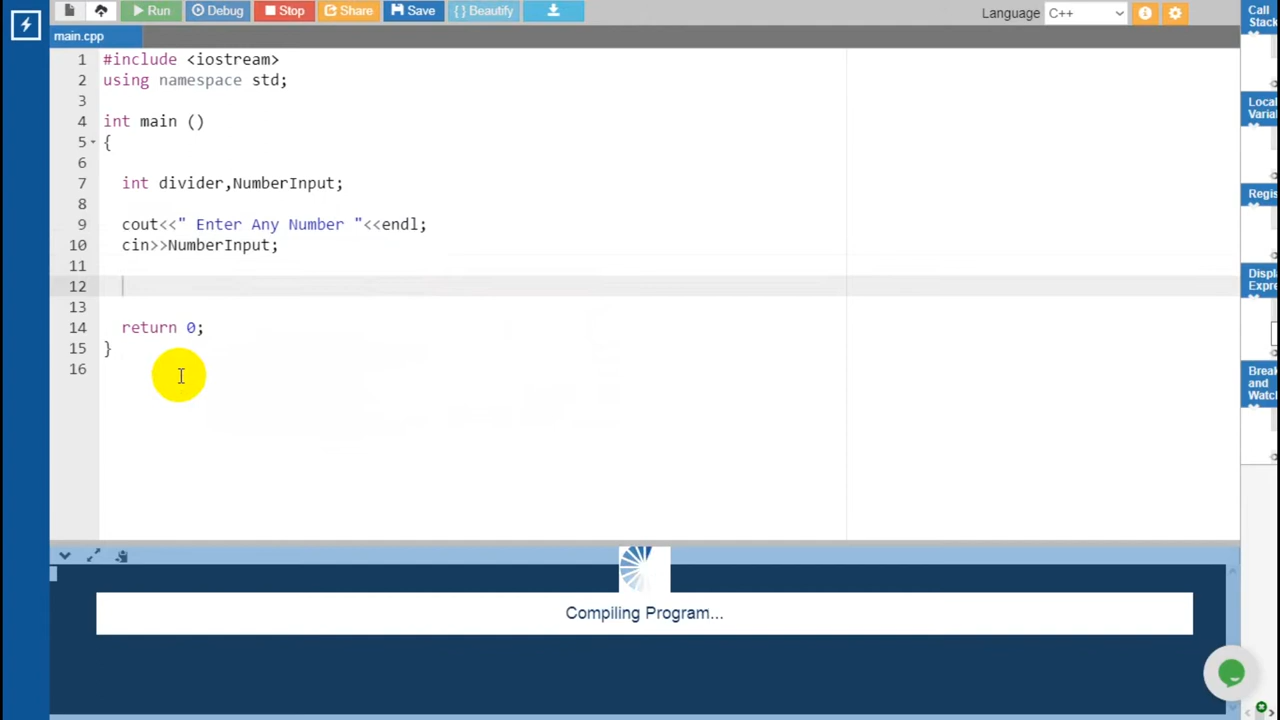 Run Debug Stop Share Save { } Beautify Language C++
main.cpp
1 #include <iostream>
2 using namespace std;
3
4 int main ()
5 {
6
7 int divider,NumberInput;
8
9 cout<<" Enter Any Number "<<endl;
10 cin>>NumberInput;
11
12
13
14 return 0;
15 }
16
Call
Stack
Local
Varia
Regis
Displ
Expre
Break
and
Watc
Compiling Program...